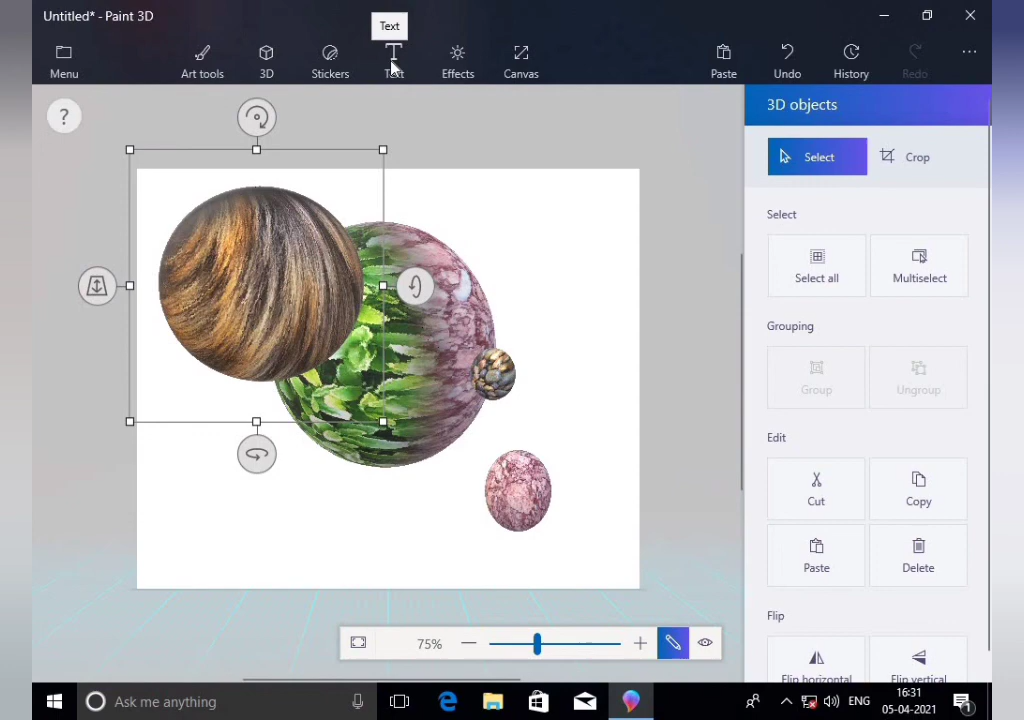 Untitled* - Paint 3D
Text
Menu
Art tools
3D
Stickers
Text
Effects
Canvas
Paste
Undo
History
Redo
?
3D objects
Select
Crop
Select
Select all
Multiselect
Grouping
Group
Ungroup
Edit
Cut
Copy
Paste
Delete
Flip
Flip horizontal
Flip vertical
75%
Ask me anything
ENG
16:31
05-04-2021
1